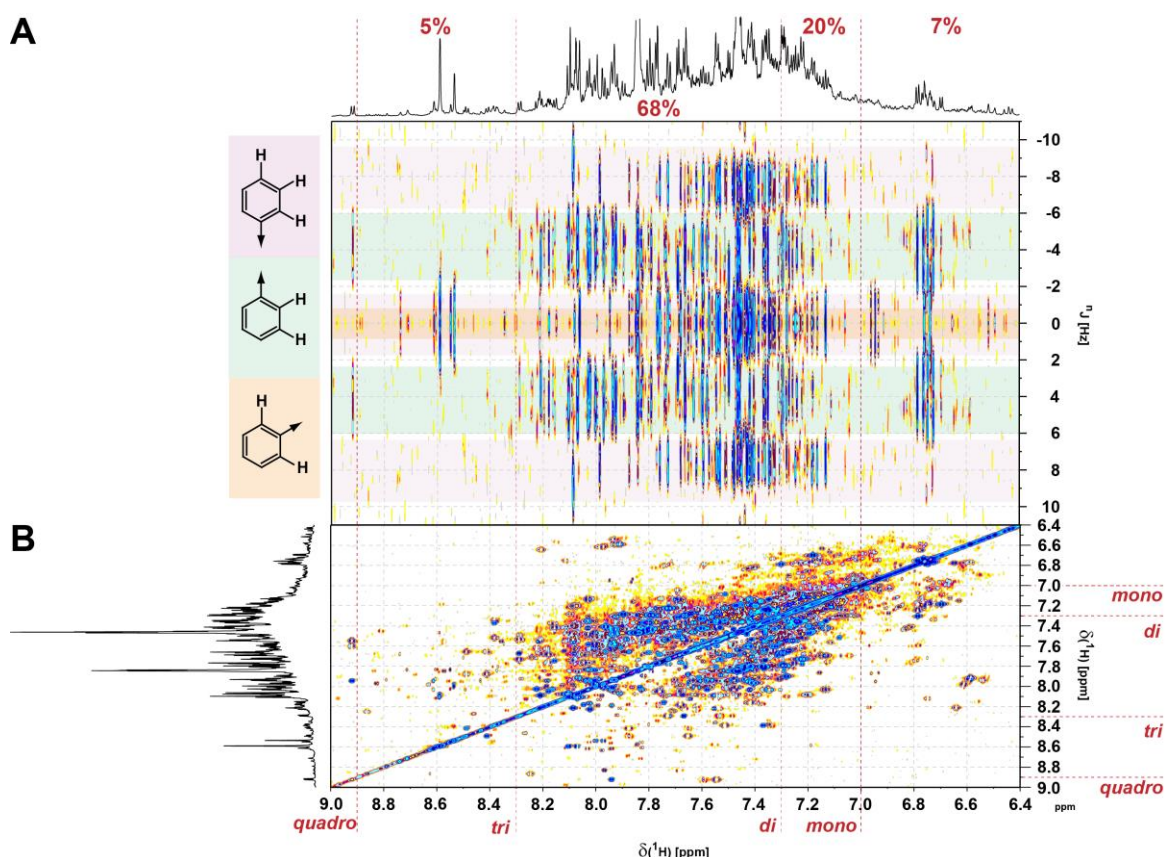 A
5%
20%
7%
68%
H
H
H
H
H
H
H
-10
-8
-6
-4
-2
0
2
4
6
8
10
ⁿJ [Hz]
B
6.4
6.6
6.8
7.0
7.2
7.4
7.6
7.8
8.0
8.2
8.4
8.6
8.8
9.0
δ(¹H) [ppm]
mono
di
tri
quadro
9.0 8.8 8.6 8.4 8.2 8.0 7.8 7.6 7.4 7.2 7.0 6.8 6.6 6.4
ppm
quadro tri di mono
δ(¹H) [ppm]